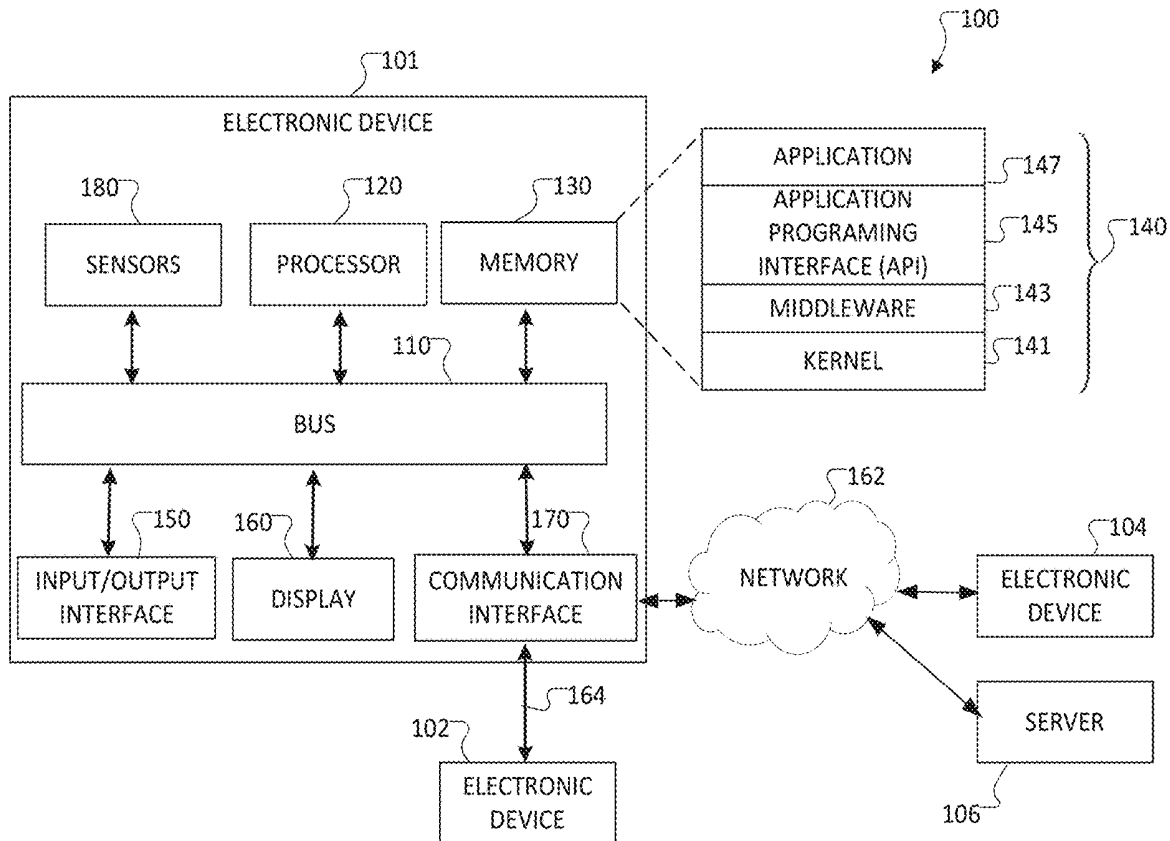 100
101
ELECTRONIC DEVICE
180
120
130
SENSORS
PROCESSOR
MEMORY
APPLICATION
147
APPLICATION
PROGRAMING
INTERFACE (API)
145
140
MIDDLEWARE
143
KERNEL
141
110
BUS
150
160
170
INPUT/OUTPUT
INTERFACE
DISPLAY
COMMUNICATION
INTERFACE
162
NETWORK
104
ELECTRONIC
DEVICE
164
102
ELECTRONIC
DEVICE
SERVER
106